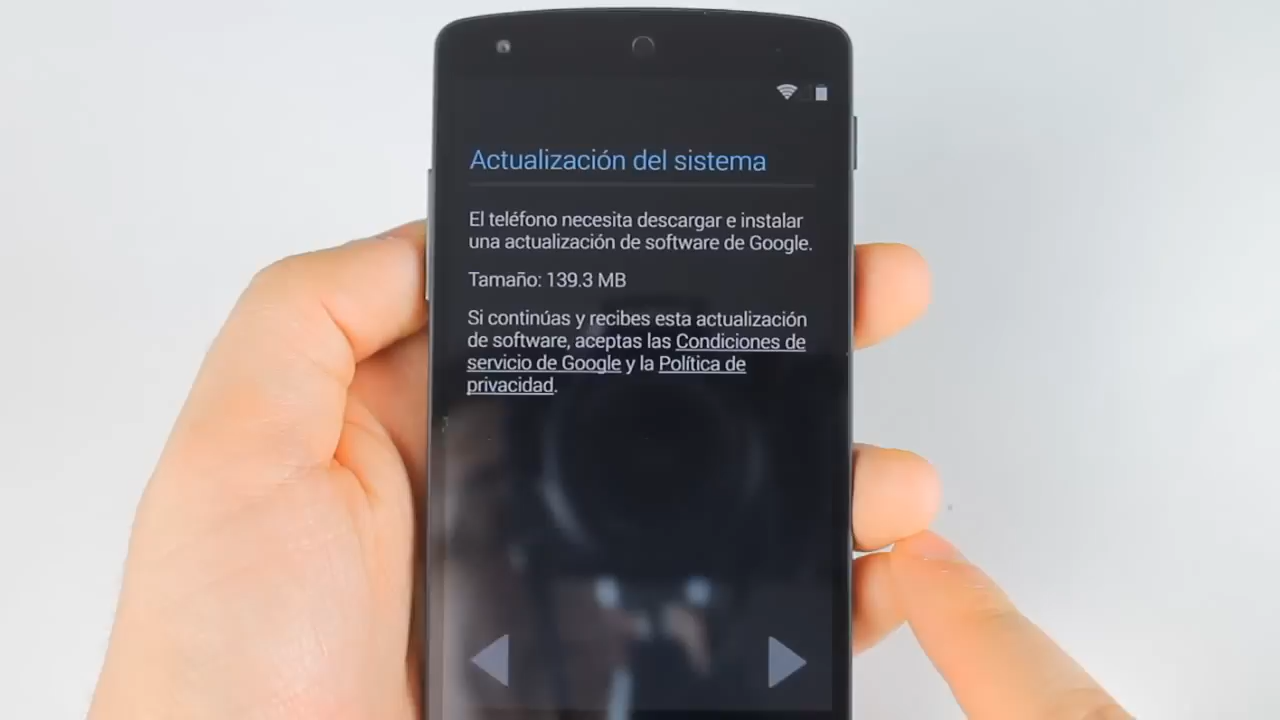 Actualización del sistema
El teléfono necesita descargar e instalar
una actualización de software de Google.
Tamaño: 139.3 MB
Si continúas y recibes esta actualización
de software, aceptas las Condiciones de
servicio de Google y la Política de
privacidad.